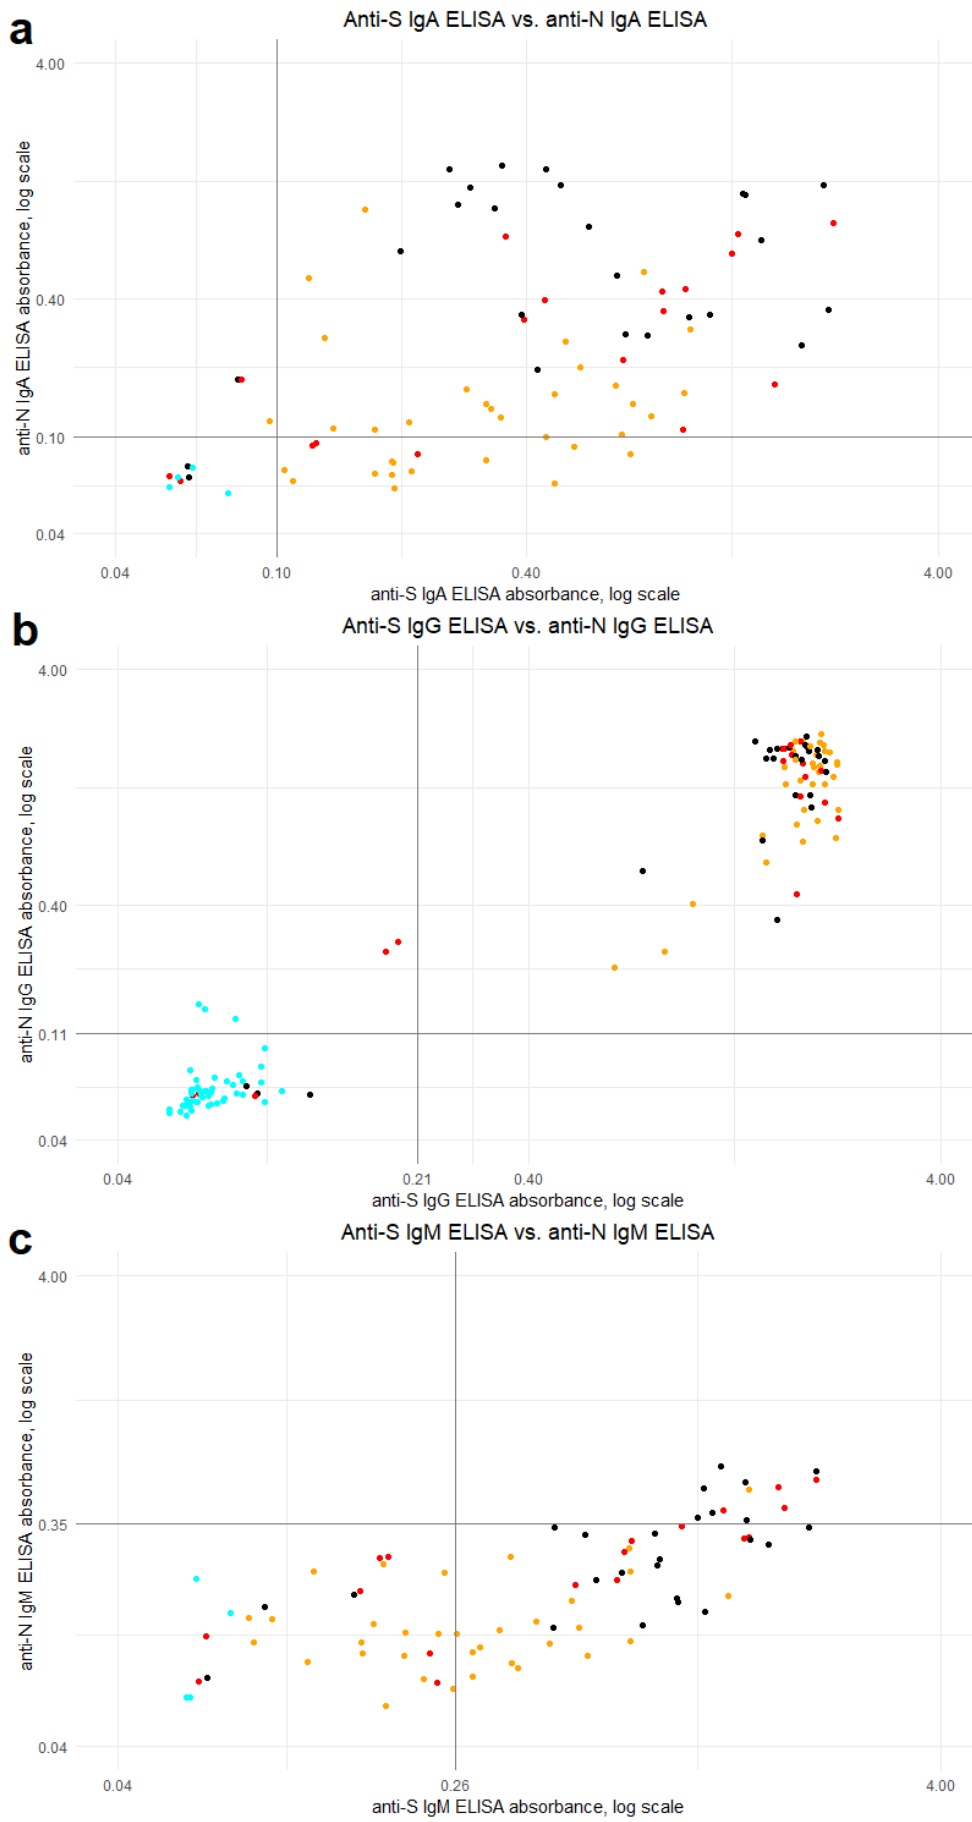 a
Anti-S IgA ELISA vs. anti-N IgA ELISA
4.00
0.40
0.10
0.04
anti-N IgA ELISA absorbance, log scale
0.04 0.10 0.40 4.00
anti-S IgA ELISA absorbance, log scale
b
Anti-S IgG ELISA vs. anti-N IgG ELISA
4.00
0.40
0.11
0.04
anti-N IgG ELISA absorbance, log scale
0.04 0.21 0.40 4.00
anti-S IgG ELISA absorbance, log scale
c
Anti-S IgM ELISA vs. anti-N IgM ELISA
4.00
0.35
0.04
anti-N IgM ELISA absorbance, log scale
0.04 0.26 4.00
anti-S IgM ELISA absorbance, log scale